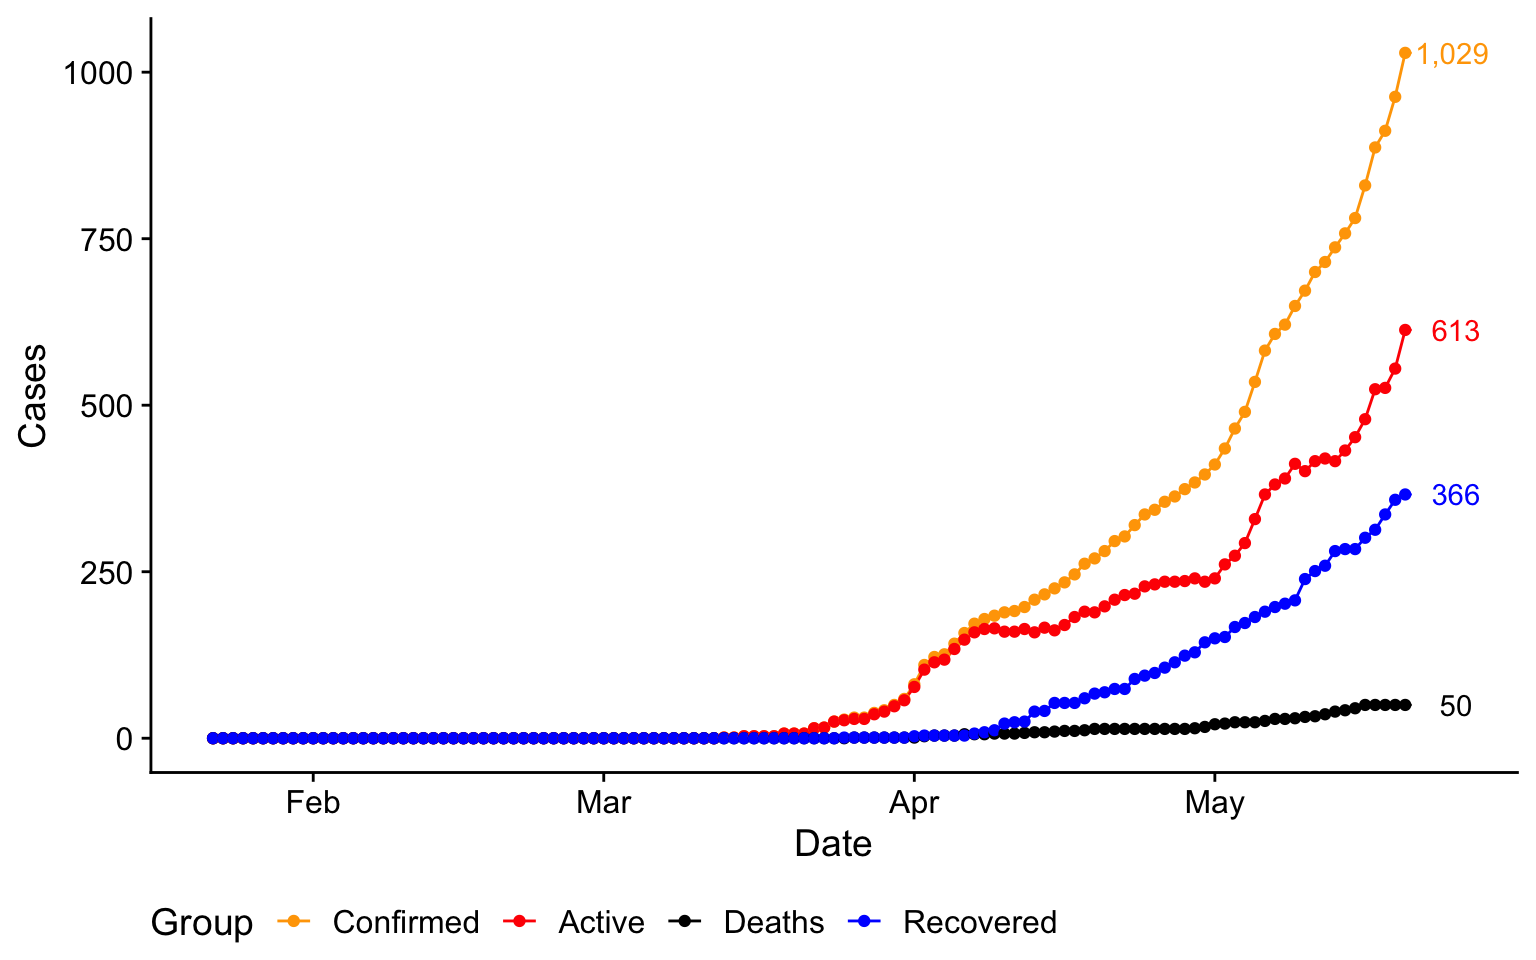 1,029
1000
750
613
500
366
250
50
0
Cases
Feb Mar Apr May
Date
Group Confirmed Active Deaths Recovered